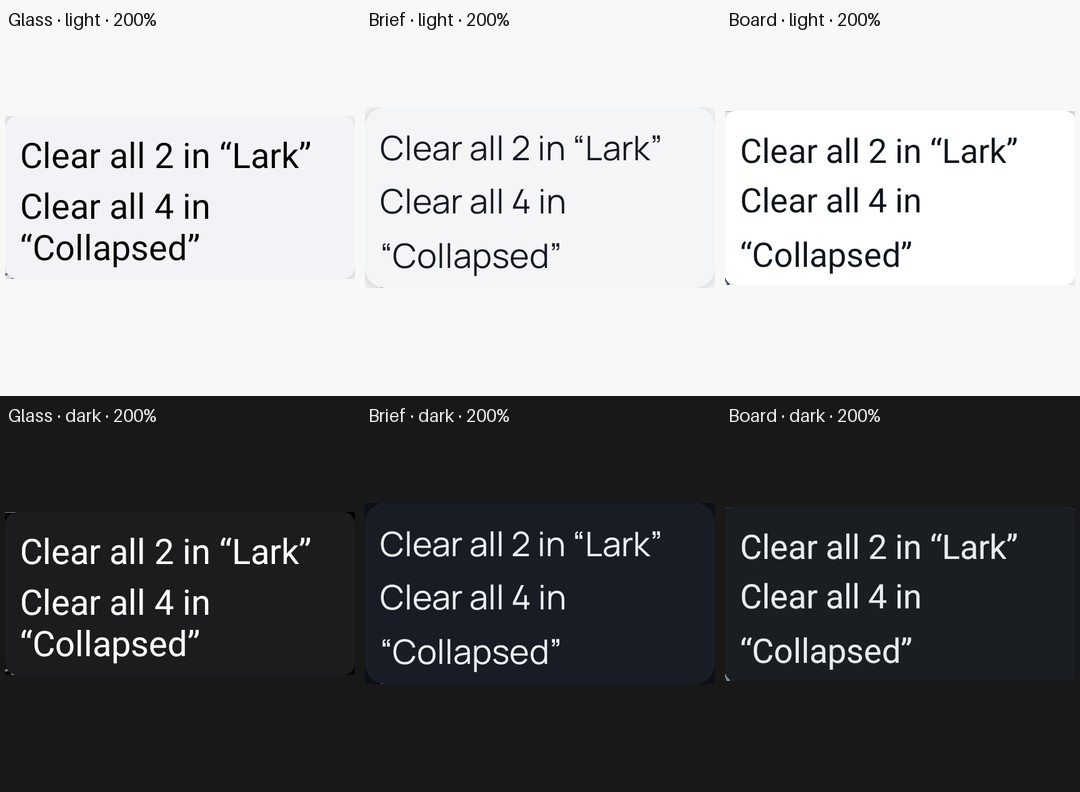 Glass · light · 200%
Brief · light · 200%
Board · light · 200%
Clear all 2 in “Lark”
Clear all 4 in
“Collapsed”
Clear all 2 in “Lark”
Clear all 4 in
“Collapsed”
Clear all 2 in “Lark”
Clear all 4 in
“Collapsed”
Glass · dark · 200%
Brief · dark · 200%
Board · dark · 200%
Clear all 2 in “Lark”
Clear all 4 in
“Collapsed”
Clear all 2 in “Lark”
Clear all 4 in
“Collapsed”
Clear all 2 in “Lark”
Clear all 4 in
“Collapsed”